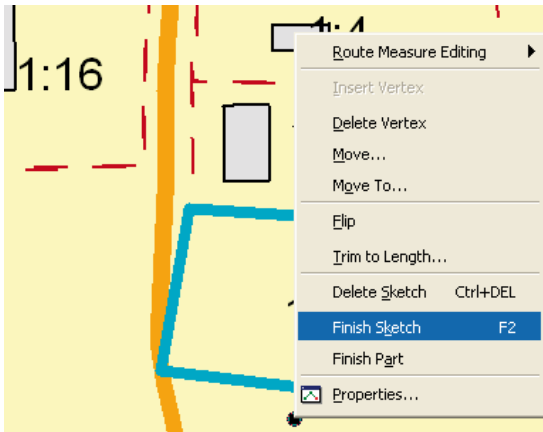 1:4
1:16
Route Measure Editing
Insert Vertex
Delete Vertex
Move...
Move To...
Flip
Trim to Length...
Delete Sketch Ctrl+DEL
Finish Sketch F2
Finish Part
Properties...